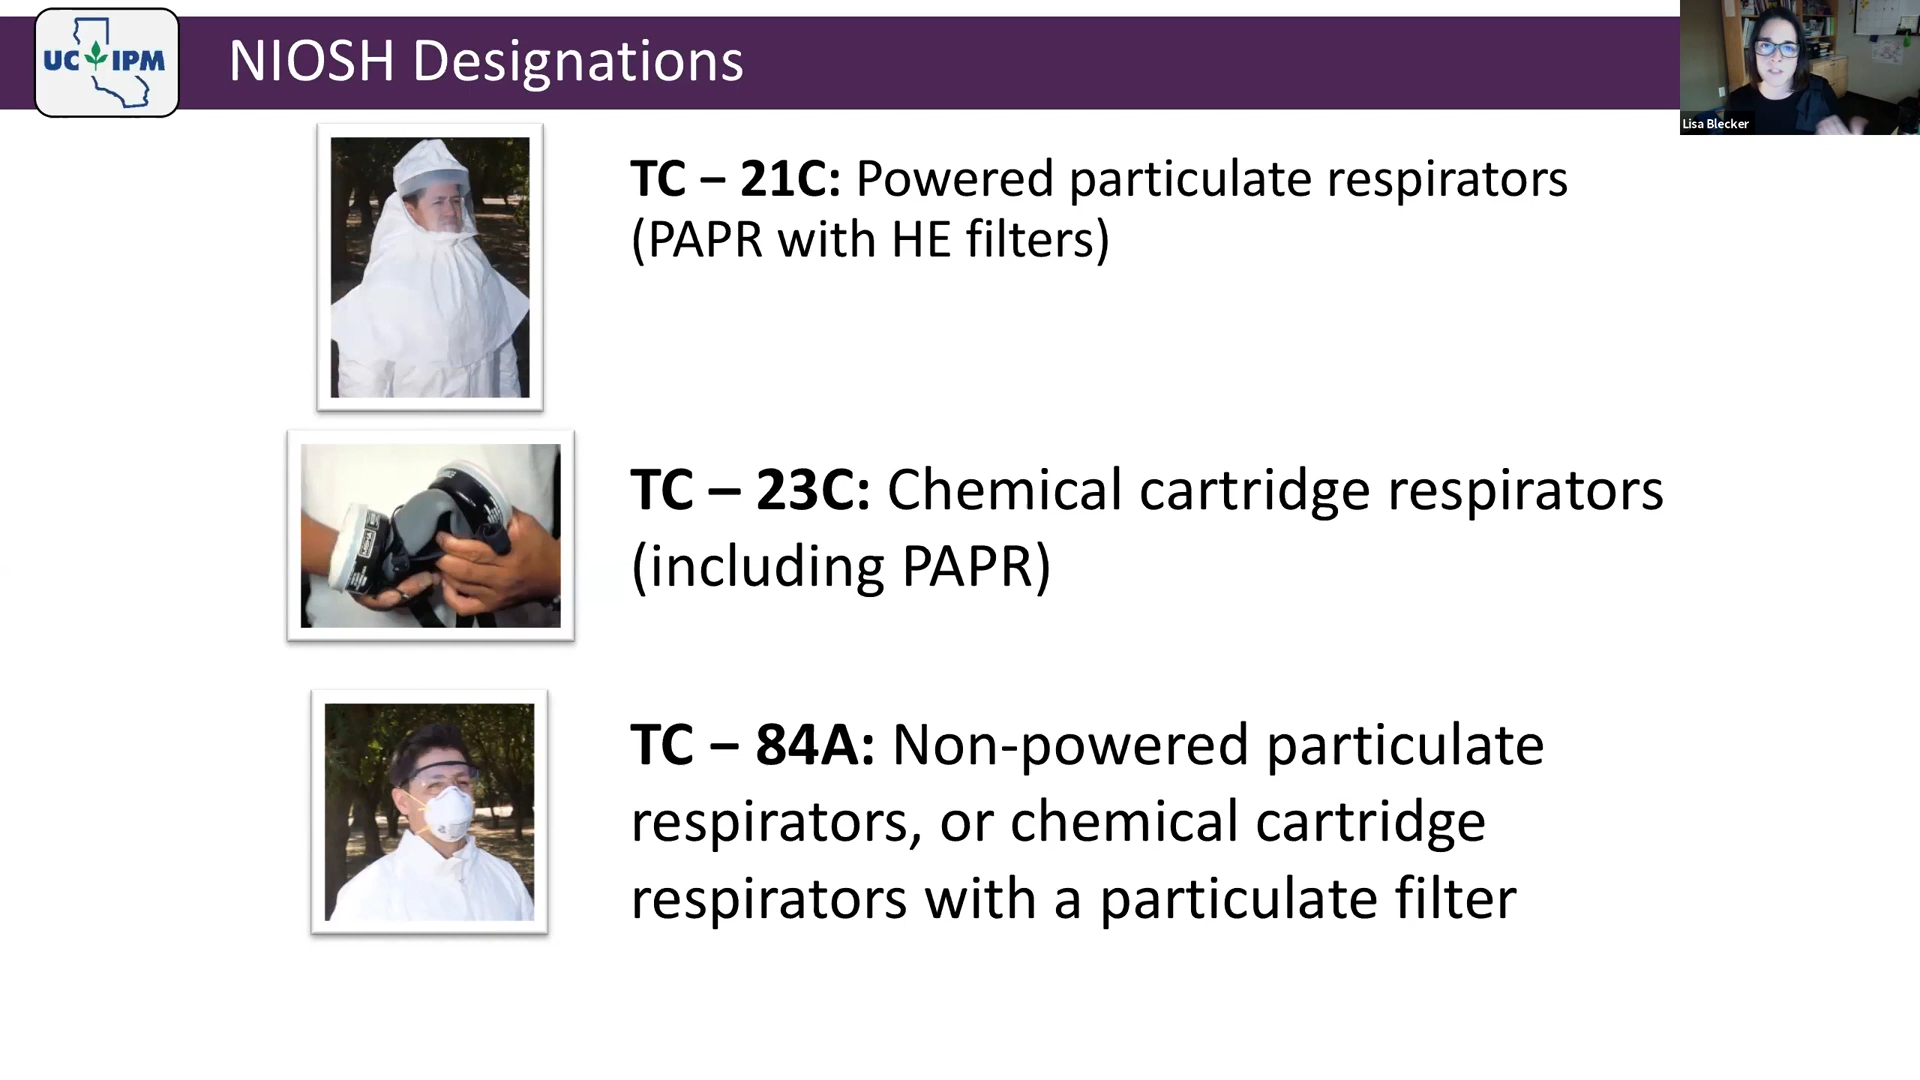 UC IPM
NIOSH Designations
Lisa Blecker
TC – 21C: Powered particulate respirators
(PAPR with HE filters)
TC – 23C: Chemical cartridge respirators
(including PAPR)
TC – 84A: Non-powered particulate
respirators, or chemical cartridge
respirators with a particulate filter